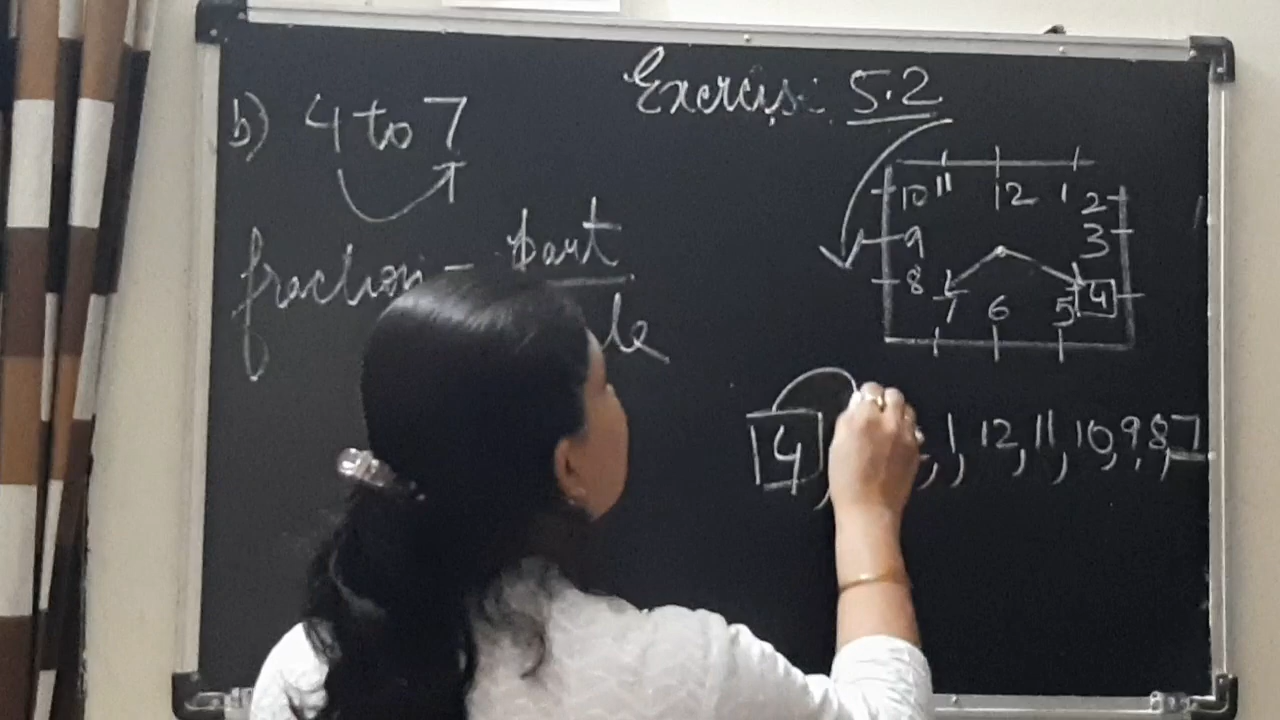 Exercise 5.2
b) 4 to 7
fraction - part
10 11 12 1 2
9 3
8 7 6 5 4
4, 1, 12, 11, 10, 9, 8, 7